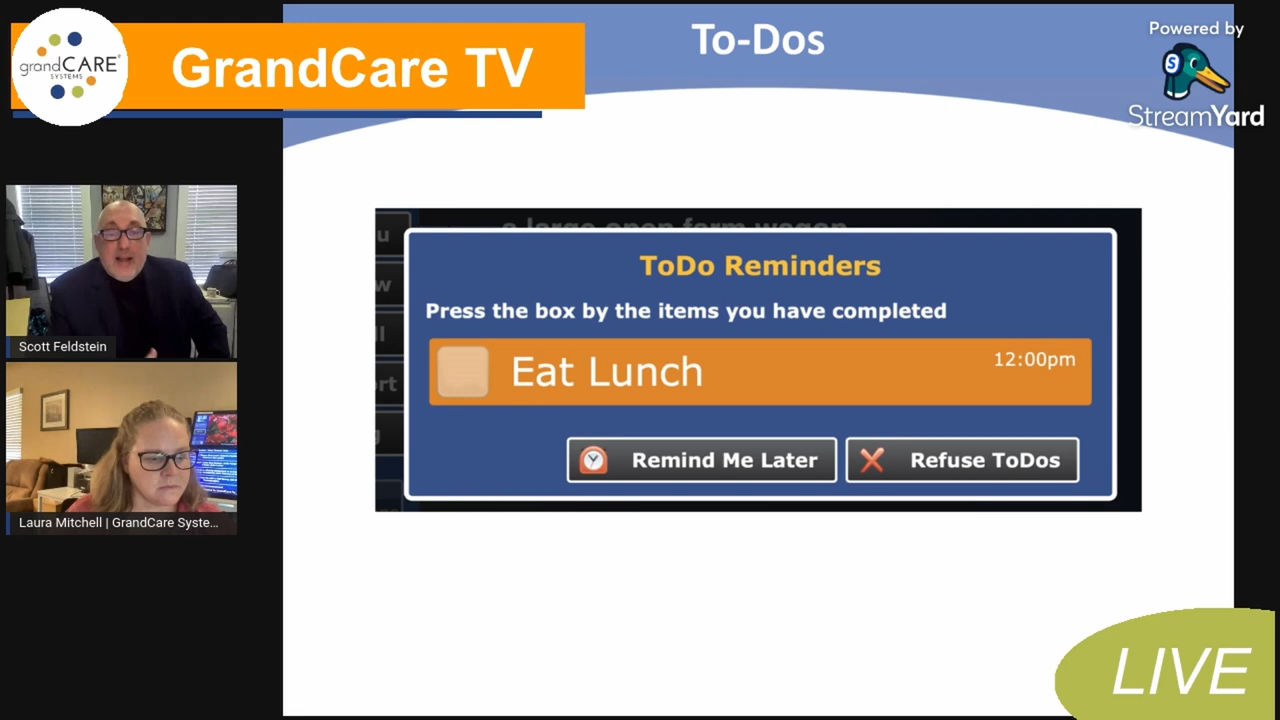 To-Dos
Powered by
StreamYard
grandCARE
SYSTEMS
GrandCare TV
ToDo Reminders
Press the box by the items you have completed
Eat Lunch
12:00pm
Remind Me Later
Refuse ToDos
Scott Feldstein
Laura Mitchell | GrandCare Syste...
LIVE